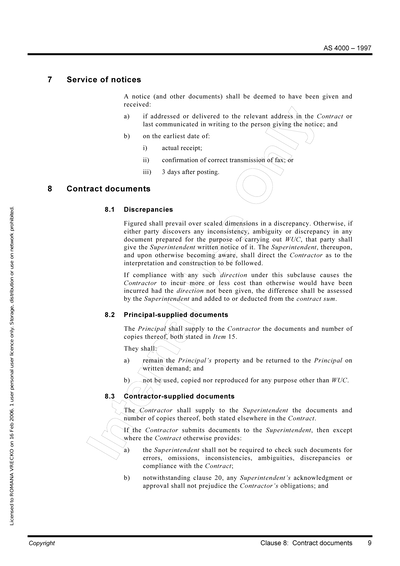 AS 4000 – 1997
7 Service of notices
A notice (and other documents) shall be deemed to have been given and
received:
a) if addressed or delivered to the relevant address in the Contract or
last communicated in writing to the person giving the notice; and
b) on the earliest date of:
i) actual receipt;
ii) confirmation of correct transmission of fax; or
iii) 3 days after posting.
8 Contract documents
8.1 Discrepancies
Figured shall prevail over scaled dimensions in a discrepancy. Otherwise, if
either party discovers any inconsistency, ambiguity or discrepancy in any
document prepared for the purpose of carrying out WUC, that party shall
give the Superintendent written notice of it. The Superintendent, thereupon,
and upon otherwise becoming aware, shall direct the Contractor as to the
interpretation and construction to be followed.
If compliance with any such direction under this subclause causes the
Contractor to incur more or less cost than otherwise would have been
incurred had the direction not been given, the difference shall be assessed
by the Superintendent and added to or deducted from the contract sum.
8.2 Principal-supplied documents
The Principal shall supply to the Contractor the documents and number of
copies thereof, both stated in Item 15.
They shall:
a) remain the Principal's property and be returned to the Principal on
written demand; and
b) not be used, copied nor reproduced for any purpose other than WUC.
8.3 Contractor-supplied documents
The Contractor shall supply to the Superintendent the documents and
number of copies thereof, both stated elsewhere in the Contract.
If the Contractor submits documents to the Superintendent, then except
where the Contract otherwise provides:
a) the Superintendent shall not be required to check such documents for
errors, omissions, inconsistencies, ambiguities, discrepancies or
compliance with the Contract;
b) notwithstanding clause 20, any Superintendent's acknowledgment or
approval shall not prejudice the Contractor's obligations; and
Copyright Clause 8: Contract documents 9
Licensed to ROMANA VRECKO on 16 Feb 2006. 1 user personal user licence only. Storage, distribution or use on network prohibited.
Only